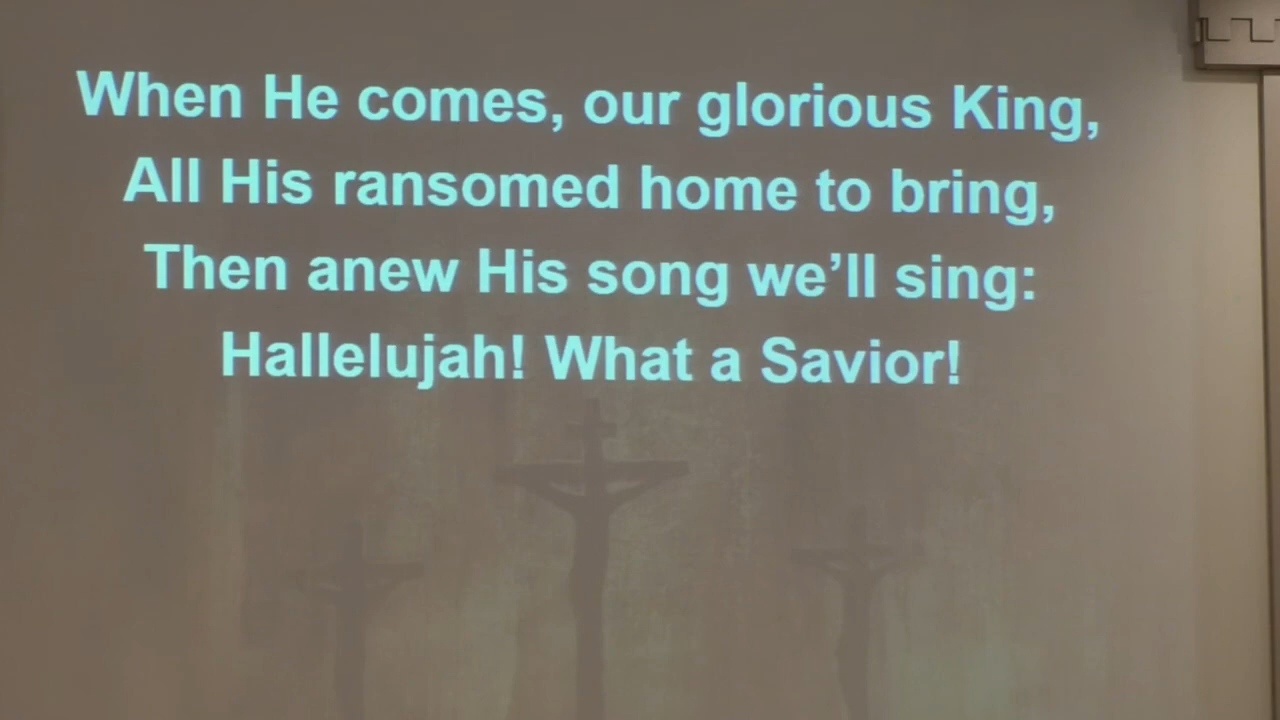 When He comes, our glorious King,
All His ransomed home to bring,
Then anew His song we’ll sing:
Hallelujah! What a Savior!